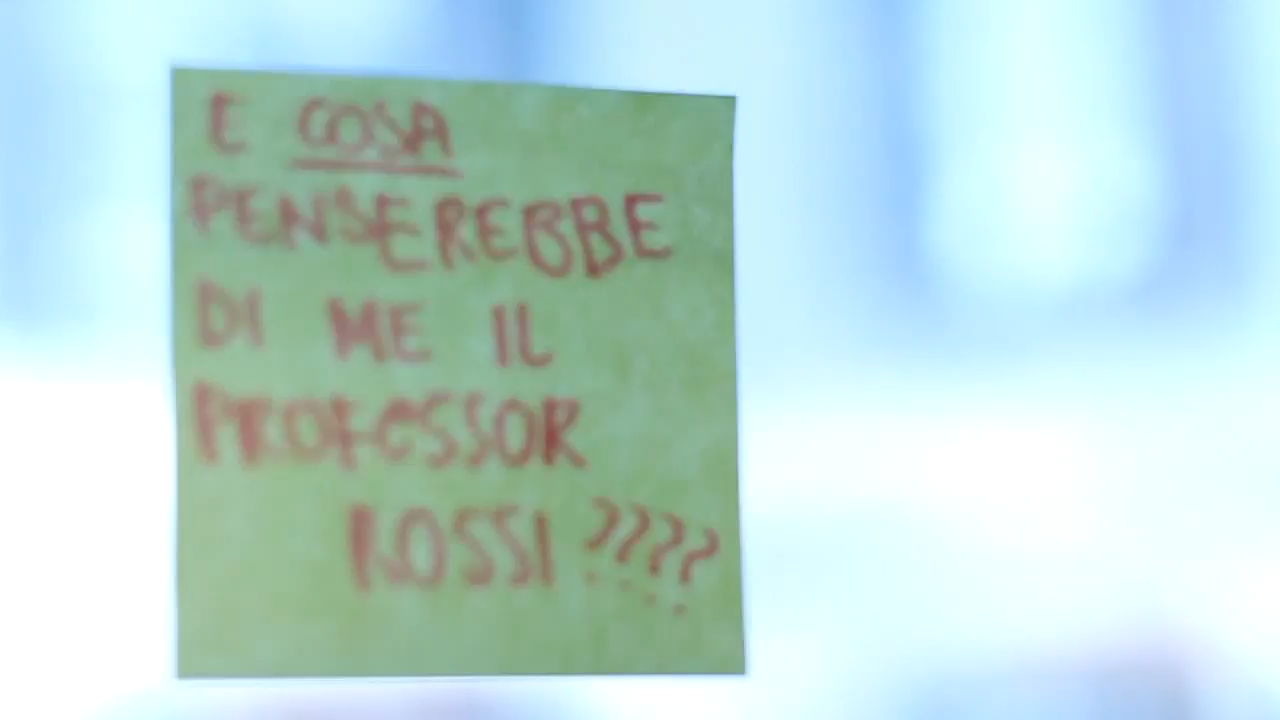 E COSA
PENSEREBBE
DI ME IL
PROFESSOR
ROSSI ????